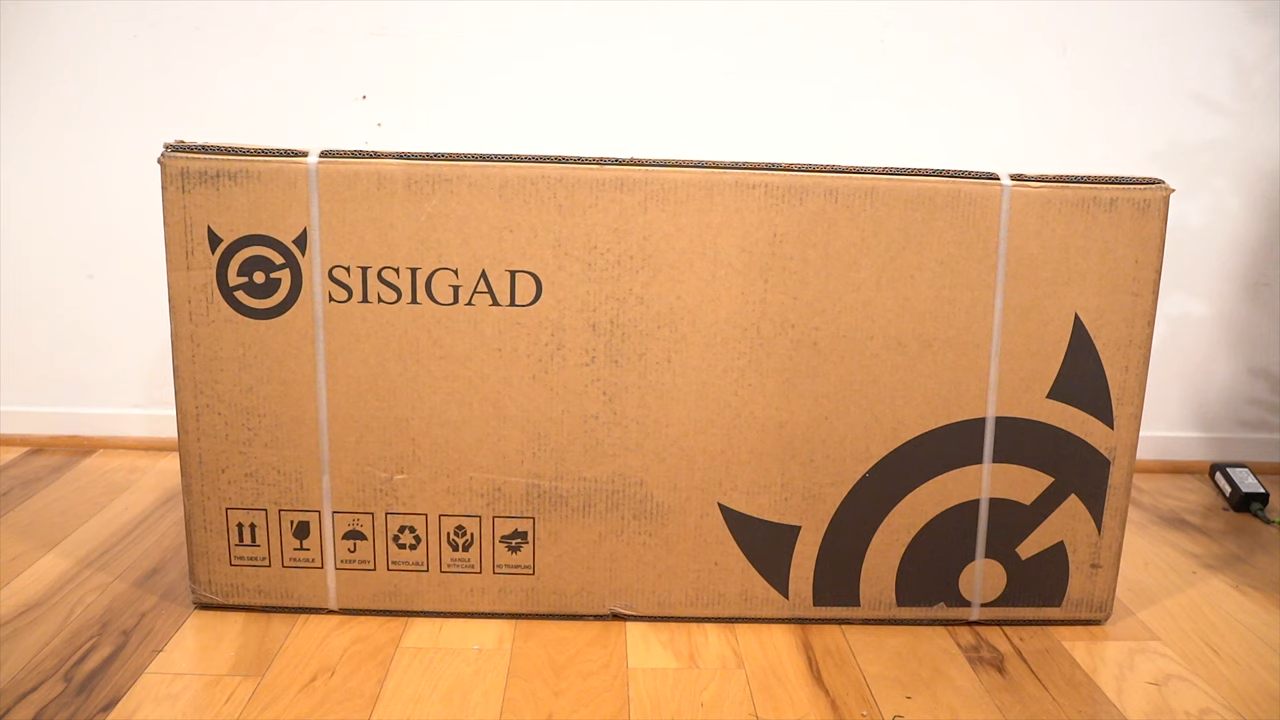 SISIGAD
THIS SIDE UP
FRAGILE
KEEP DRY
RECYCLABLE
HANDLE
WITH CARE
NO TRAMPLING